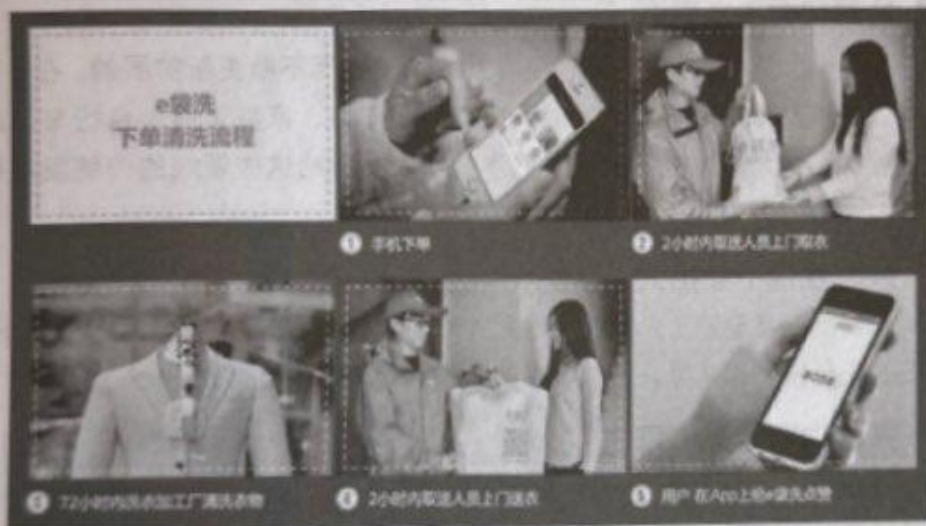 e袋洗
下单清洗流程
1 手机下单
2 2小时内取送人员上门取衣
3 72小时内洗衣加工厂清洗衣物
4 2小时内取送人员上门送衣
5 用户在App上给e袋洗点赞